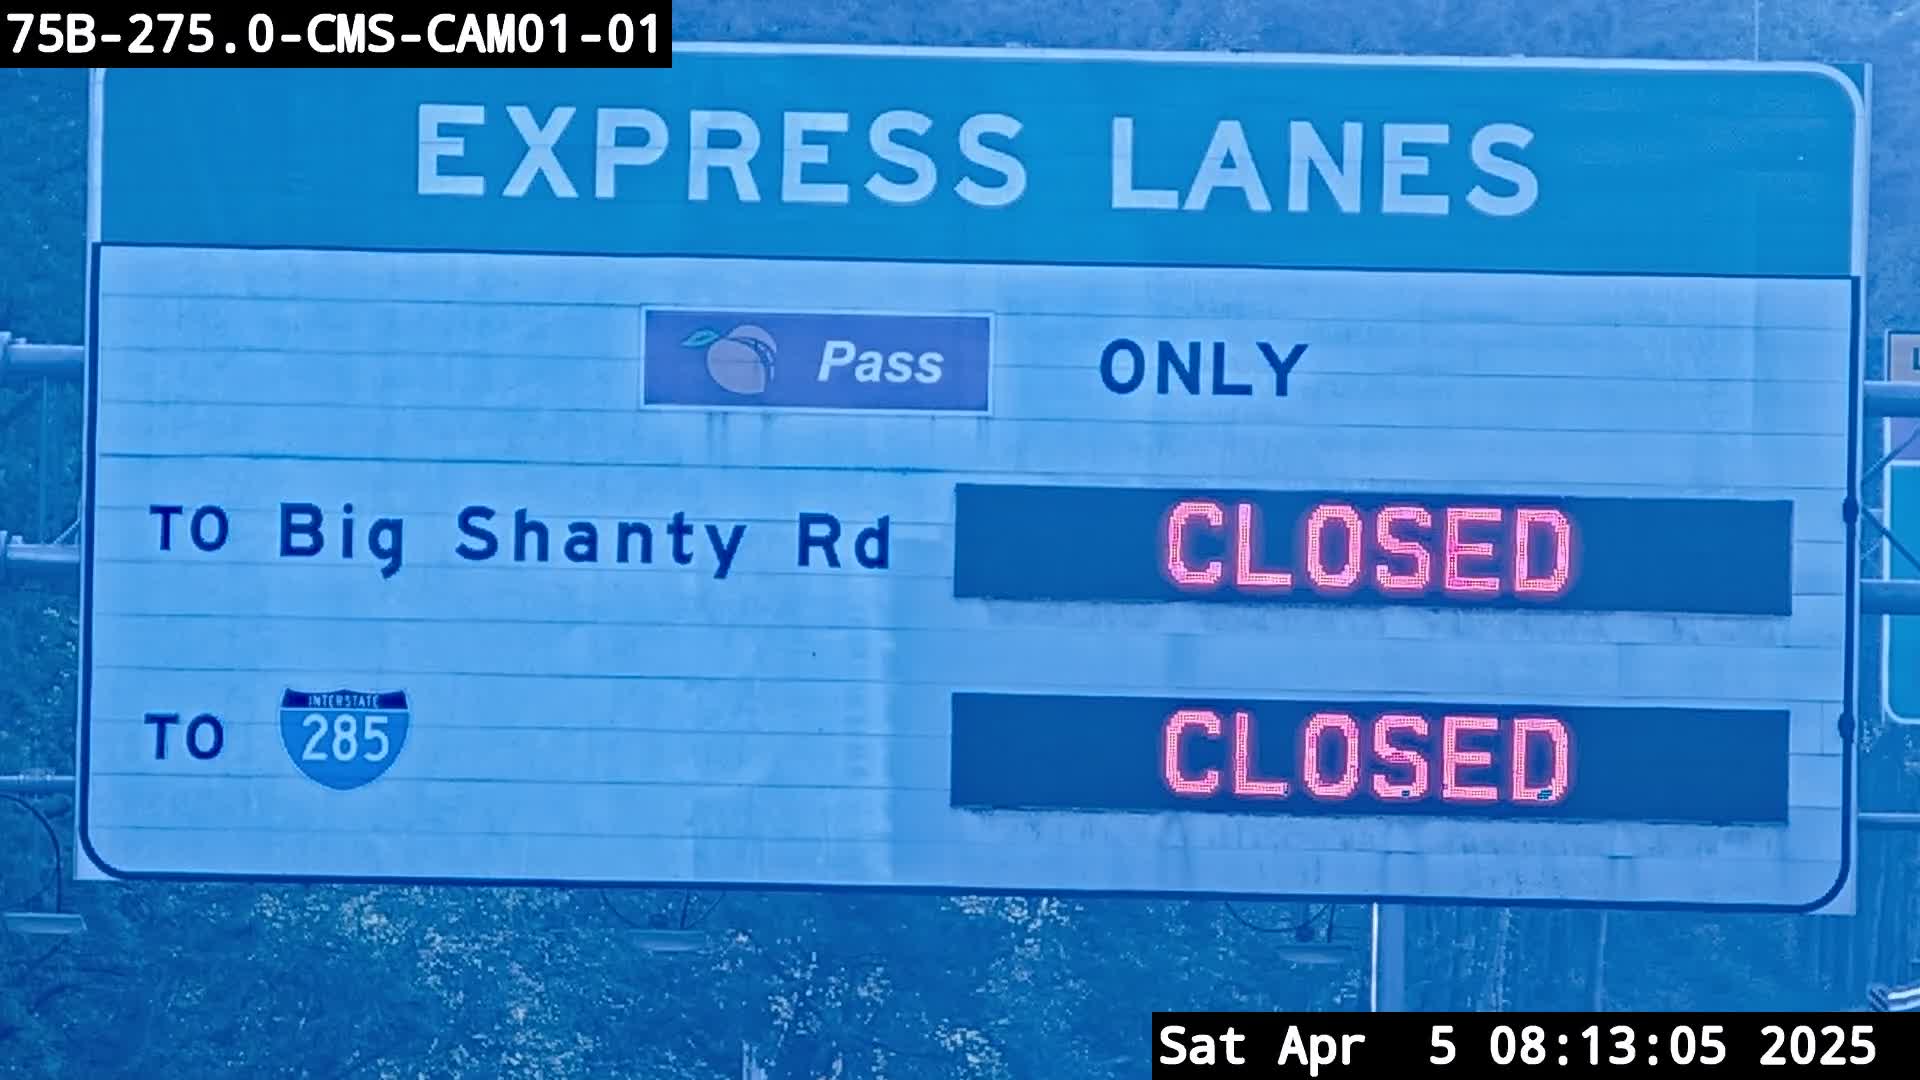 75B-275.0-CMS-CAM01-01
EXPRESS LANES
Pass ONLY
TO Big Shanty Rd CLOSED
TO INTERSTATE 285 CLOSED
Sat Apr 5 08:13:05 2025